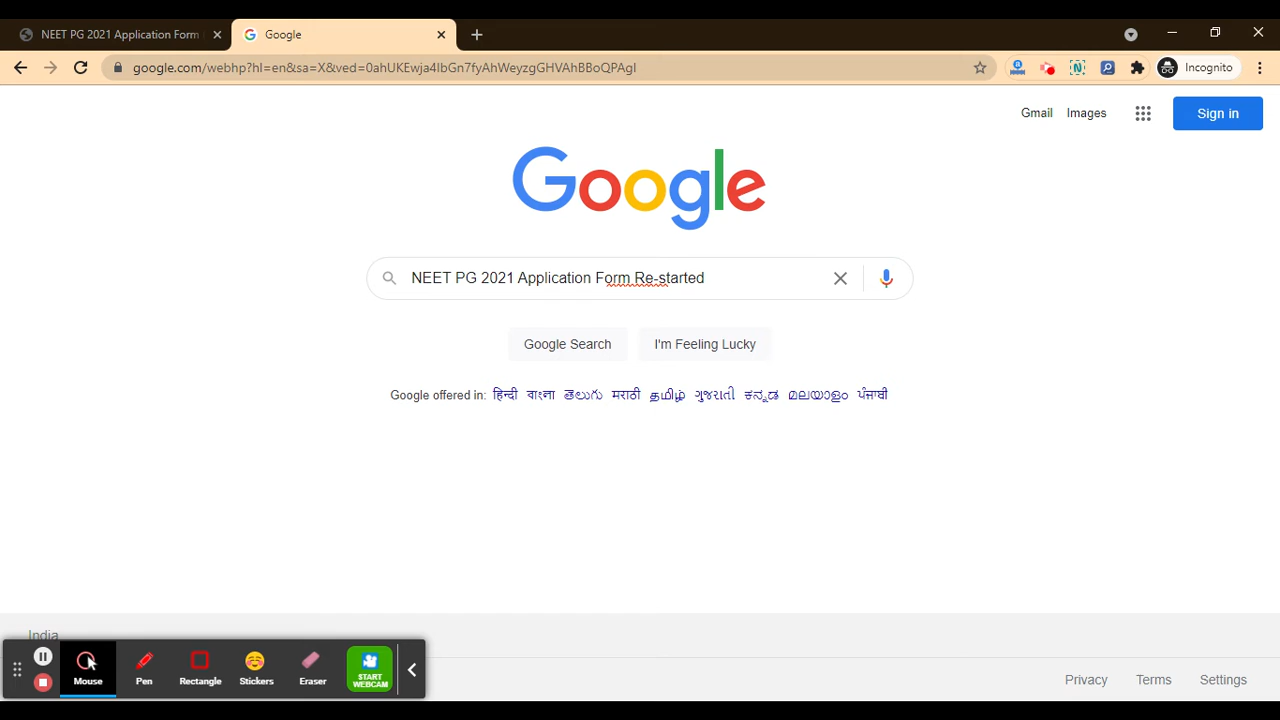 NEET PG 2021 Application Form
Google
google.com/webhp?hl=en&sa=X&ved=0ahUKEwja4lbGn7fyAhWeyzgGHVAhBBoQPAgI
Incognito
Gmail Images Sign in
Google
NEET PG 2021 Application Form Re-started
Google Search I'm Feeling Lucky
Google offered in: हिन्दी বাংলা తెలుగు मराठी தமிழ் ગુજરાતી ಕನ್ನಡ മലയാളം ਪੰਜਾਬੀ
India
Mouse Pen Rectangle Stickers Eraser START WEBCAM
Privacy Terms Settings